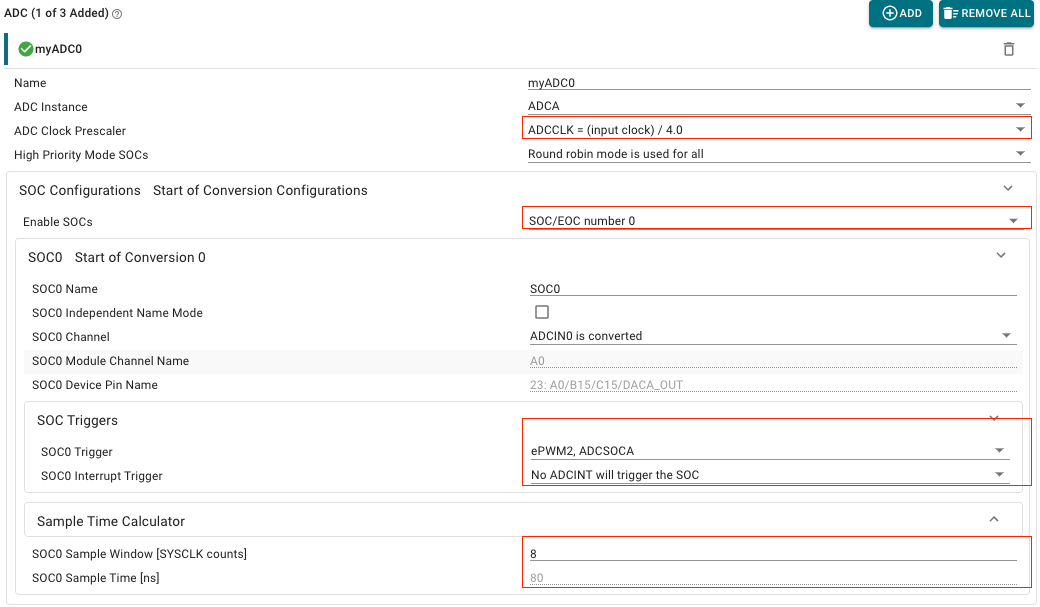 ADC (1 of 3 Added)
ADD
REMOVE ALL
myADC0
Name myADC0
ADC Instance ADCA
ADC Clock Prescaler ADCCLK = (input clock) / 4.0
High Priority Mode SOCs Round robin mode is used for all
SOC Configurations Start of Conversion Configurations
Enable SOCs SOC/EOC number 0
SOC0 Start of Conversion 0
SOC0 Name SOC0
SOC0 Independent Name Mode
SOC0 Channel ADCIN0 is converted
SOC0 Module Channel Name A0
SOC0 Device Pin Name 23: A0/B15/C15/DACA_OUT
SOC Triggers
SOC0 Trigger ePWM2, ADCSOCA
SOC0 Interrupt Trigger No ADCINT will trigger the SOC
Sample Time Calculator
SOC0 Sample Window [SYSCLK counts] 8
SOC0 Sample Time [ns] 80